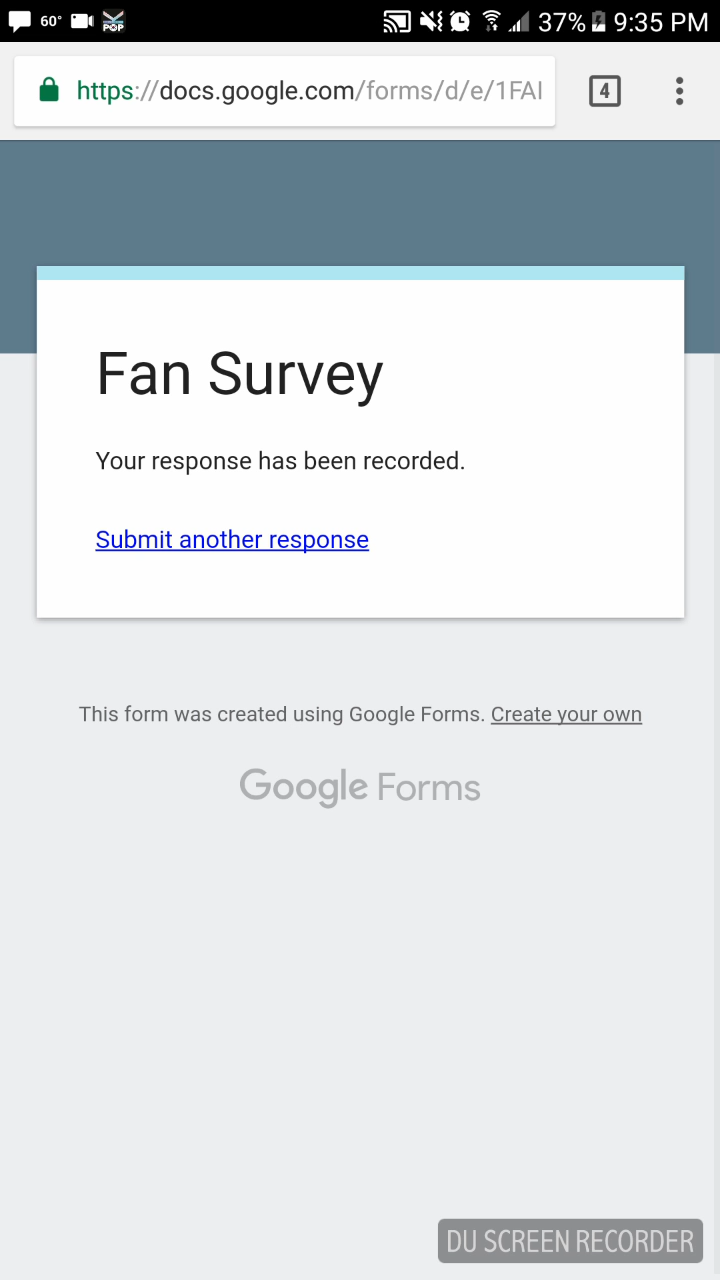 60° POP 37% 9:35 PM
https://docs.google.com/forms/d/e/1FAI 4
Fan Survey
Your response has been recorded.
Submit another response
This form was created using Google Forms. Create your own
Google Forms
DU SCREEN RECORDER